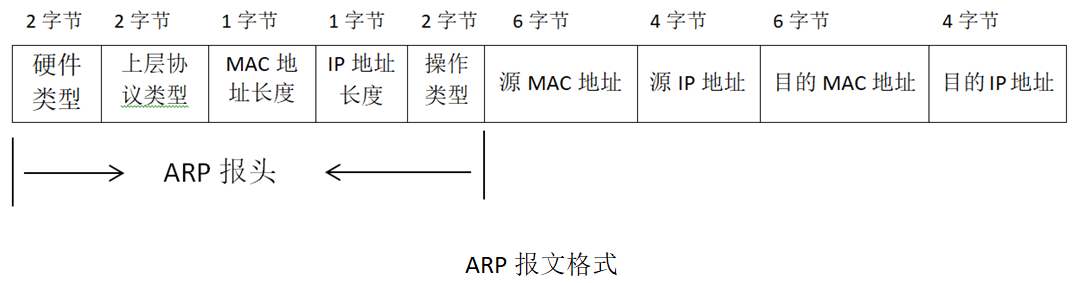 2 字节 2 字节 1 字节 1 字节 2 字节 6 字节 4 字节 6 字节 4 字节
硬件 上层协 MAC 地 IP 地址 操作
类型 议类型 址长度 长度 类型 源 MAC 地址 源 IP 地址 目的 MAC 地址 目的 IP 地址
ARP 报头
ARP 报文格式